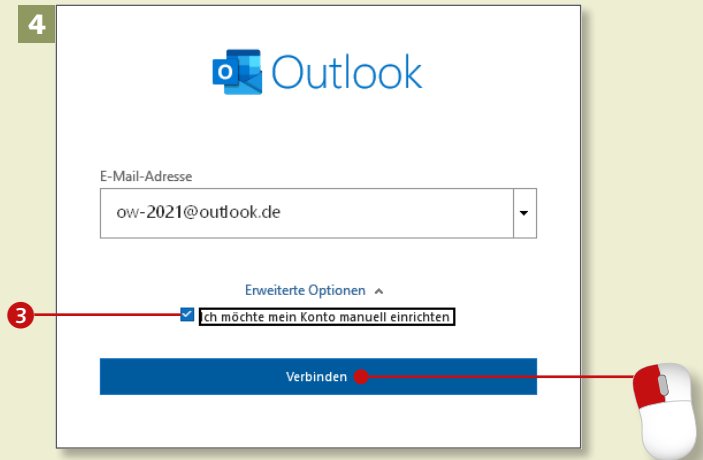 4
Outlook
E-Mail-Adresse
ow-2021@outlook.de
Erweiterte Optionen
3
Ich möchte mein Konto manuell einrichten
Verbinden